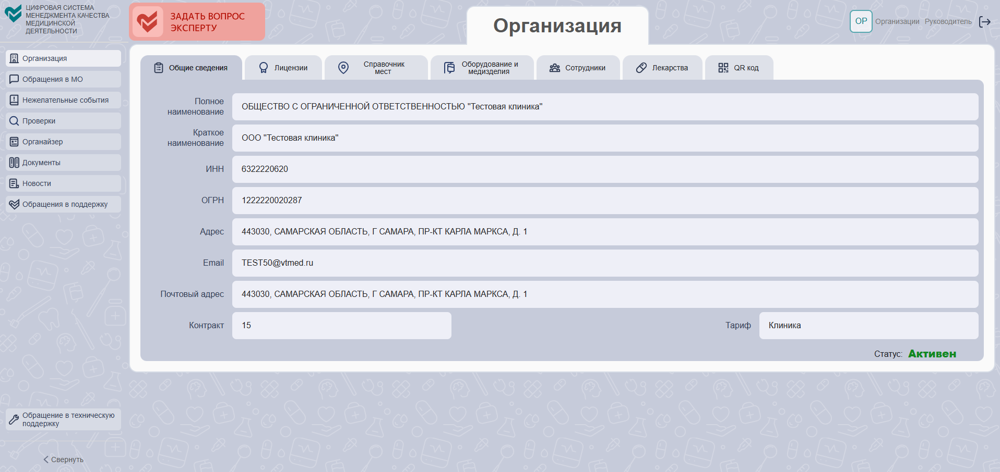 ЦИФРОВАЯ СИСТЕМА
МЕНЕДЖМЕНТА КАЧЕСТВА
МЕДИЦИНСКОЙ
ДЕЯТЕЛЬНОСТИ
ЗАДАТЬ ВОПРОС
ЭКСПЕРТУ
Организация
ОР
Организации
Руководитель
Организация
Обращения в МО
Нежелательные события
Проверки
Органайзер
Документы
Новости
Обращения в поддержку
Обращение в техническую
поддержку
Свернуть
Общие сведения
Лицензии
Справочник
мест
Оборудование и
медизделия
Сотрудники
Лекарства
QR код
Полное
наименование
ОБЩЕСТВО С ОГРАНИЧЕННОЙ ОТВЕТСТВЕННОСТЬЮ "Тестовая клиника"
Краткое
наименование
ООО "Тестовая клиника"
ИНН
6322220620
ОГРН
1222220020287
Адрес
443030, САМАРСКАЯ ОБЛАСТЬ, Г САМАРА, ПР-КТ КАРЛА МАРКСА, Д. 1
Email
TEST50@vtmed.ru
Почтовый адрес
443030, САМАРСКАЯ ОБЛАСТЬ, Г САМАРА, ПР-КТ КАРЛА МАРКСА, Д. 1
Контракт
15
Тариф
Клиника
Статус: Активен